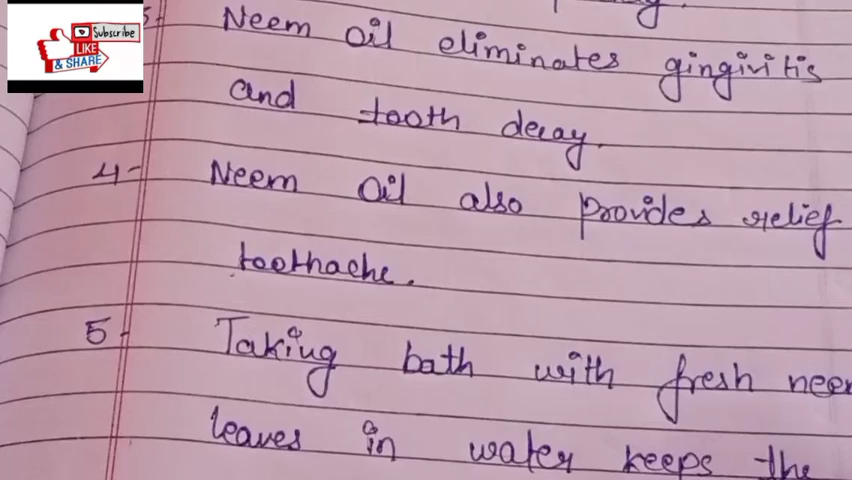 Subscribe
LIKE
& SHARE
3- Neem oil eliminates gingivitis
and tooth decay.
4- Neem Oil also Provides relief
toothache.
5- Taking bath with fresh
leaves in water keeps the